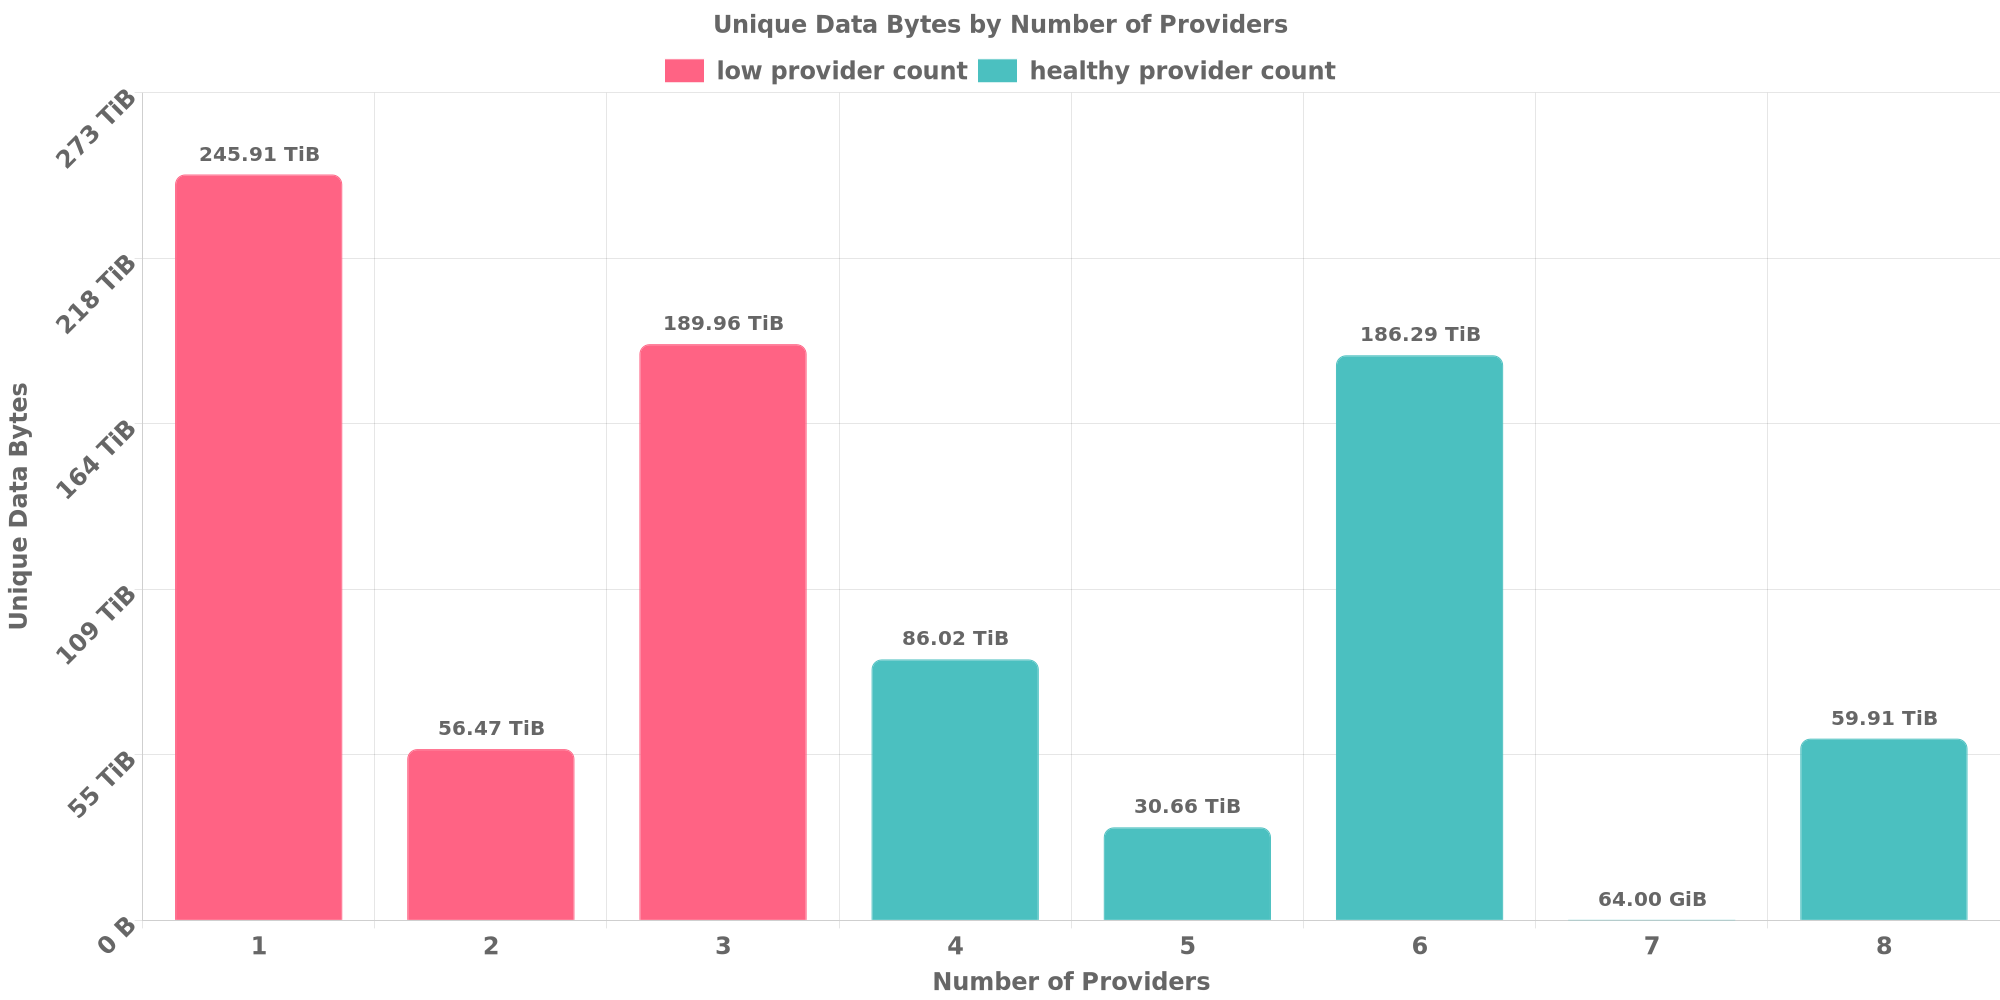 Unique Data Bytes by Number of Providers
low provider count healthy provider count
273 TiB
218 TiB
164 TiB
109 TiB
55 TiB
0 B
Unique Data Bytes
245.91 TiB
56.47 TiB
189.96 TiB
86.02 TiB
30.66 TiB
186.29 TiB
64.00 GiB
59.91 TiB
1 2 3 4 5 6 7 8
Number of Providers